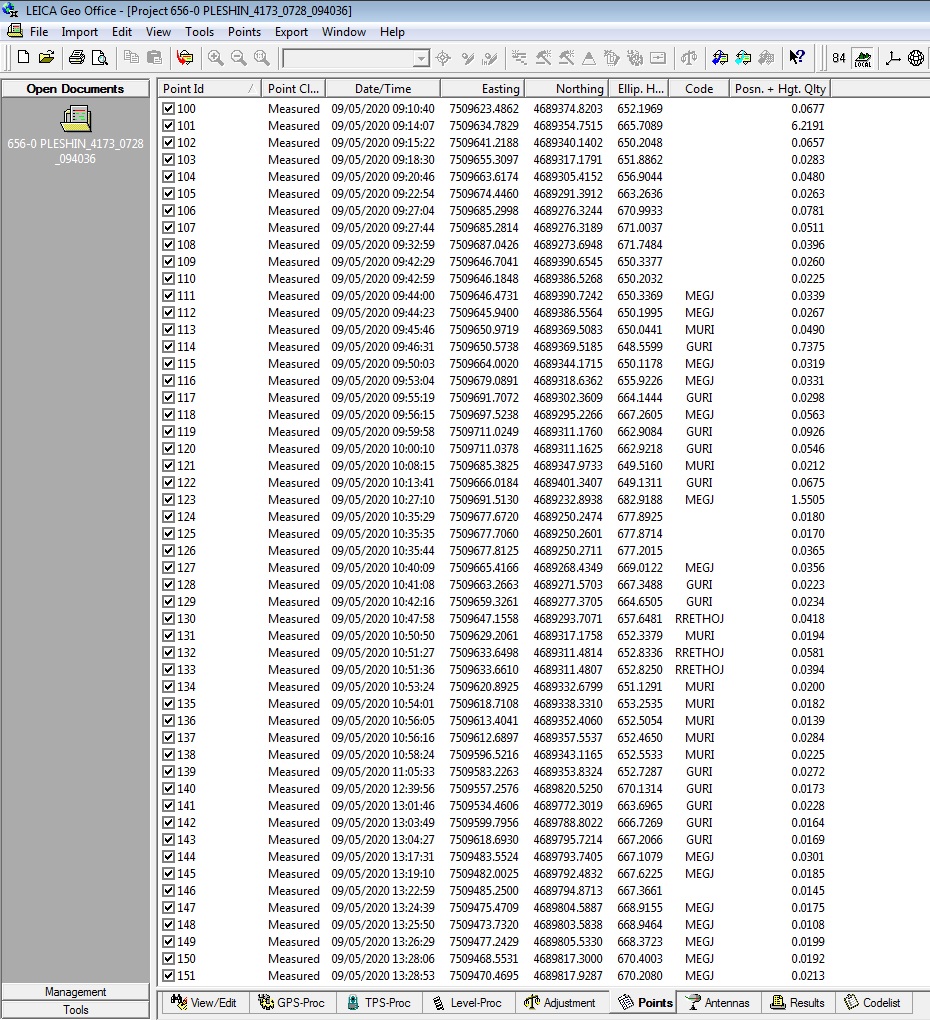 LEICA Geo Office - [Project 656-0 PLESHIN_4173_0728_094036]
File Import Edit View Tools Points Export Window Help
84 LOCAL
Open Documents
656-0 PLESHIN_4173_0728
_094036
Point Id Point Cl... Date/Time Easting Northing Ellip. H... Code Posn. + Hgt. Qlty
100 Measured 09/05/2020 09:10:40 7509623.4862 4689374.8203 652.1969 0.0677
101 Measured 09/05/2020 09:14:07 7509634.7829 4689354.7515 665.7089 6.2191
102 Measured 09/05/2020 09:15:22 7509641.2188 4689340.1402 650.2048 0.0657
103 Measured 09/05/2020 09:18:30 7509655.3097 4689317.1791 651.8862 0.0283
104 Measured 09/05/2020 09:20:46 7509663.6174 4689305.4152 656.9044 0.0480
105 Measured 09/05/2020 09:22:54 7509674.4460 4689291.3912 663.2636 0.0263
106 Measured 09/05/2020 09:27:04 7509685.2998 4689276.3244 670.9933 0.0781
107 Measured 09/05/2020 09:27:44 7509685.2814 4689276.3189 671.0037 0.0511
108 Measured 09/05/2020 09:32:59 7509687.0426 4689273.6948 671.7484 0.0396
109 Measured 09/05/2020 09:42:29 7509646.7041 4689390.6545 650.3377 0.0260
110 Measured 09/05/2020 09:42:59 7509646.1848 4689386.5268 650.2032 0.0225
111 Measured 09/05/2020 09:44:00 7509646.4731 4689390.7242 650.3369 MEGJ 0.0339
112 Measured 09/05/2020 09:44:23 7509645.9400 4689386.5564 650.1995 MEGJ 0.0267
113 Measured 09/05/2020 09:45:46 7509650.9719 4689369.5083 650.0441 MURI 0.0490
114 Measured 09/05/2020 09:46:31 7509650.5738 4689369.5185 648.5599 GURI 0.7375
115 Measured 09/05/2020 09:50:03 7509664.0020 4689344.1715 650.1178 MEGJ 0.0319
116 Measured 09/05/2020 09:53:04 7509679.0891 4689318.6362 655.9226 MEGJ 0.0331
117 Measured 09/05/2020 09:55:19 7509691.7072 4689302.3609 664.1444 GURI 0.0298
118 Measured 09/05/2020 09:56:15 7509697.5238 4689295.2266 667.2605 MEGJ 0.0563
119 Measured 09/05/2020 09:59:58 7509711.0249 4689311.1760 662.9084 GURI 0.0926
120 Measured 09/05/2020 10:00:10 7509711.0378 4689311.1625 662.9218 GURI 0.0546
121 Measured 09/05/2020 10:08:15 7509685.3825 4689347.9733 649.5160 MURI 0.0212
122 Measured 09/05/2020 10:13:41 7509666.0184 4689401.3407 649.1311 GURI 0.0675
123 Measured 09/05/2020 10:27:10 7509691.5130 4689232.8938 682.9188 MEGJ 1.5505
124 Measured 09/05/2020 10:35:29 7509677.6720 4689250.2474 677.8925 0.0180
125 Measured 09/05/2020 10:35:35 7509677.7060 4689250.2601 677.8714 0.0170
126 Measured 09/05/2020 10:35:44 7509677.8125 4689250.2711 677.2015 0.0365
127 Measured 09/05/2020 10:40:09 7509665.4166 4689268.4349 669.0122 MEGJ 0.0356
128 Measured 09/05/2020 10:41:08 7509663.2663 4689271.5703 667.3488 GURI 0.0223
129 Measured 09/05/2020 10:42:16 7509659.3261 4689277.3705 664.6505 GURI 0.0234
130 Measured 09/05/2020 10:47:58 7509647.1558 4689293.7071 657.6481 RRETHOJ 0.0418
131 Measured 09/05/2020 10:50:50 7509629.2061 4689317.1758 652.3379 MURI 0.0194
132 Measured 09/05/2020 10:51:27 7509633.6498 4689311.4814 652.8336 RRETHOJ 0.0581
133 Measured 09/05/2020 10:51:36 7509633.6610 4689311.4807 652.8250 RRETHOJ 0.0394
134 Measured 09/05/2020 10:53:24 7509620.8925 4689332.6799 651.1291 MURI 0.0200
135 Measured 09/05/2020 10:54:01 7509618.7108 4689338.3310 653.2535 MURI 0.0182
136 Measured 09/05/2020 10:56:05 7509613.4041 4689352.4060 652.5054 MURI 0.0139
137 Measured 09/05/2020 10:56:16 7509612.6897 4689357.5537 652.4650 MURI 0.0284
138 Measured 09/05/2020 10:58:24 7509596.5216 4689343.1165 652.5533 MURI 0.0225
139 Measured 09/05/2020 11:05:33 7509583.2263 4689353.8324 652.7287 GURI 0.0272
140 Measured 09/05/2020 12:39:56 7509557.2576 4689820.5250 670.1314 GURI 0.0173
141 Measured 09/05/2020 13:01:46 7509534.4606 4689772.3019 663.6965 GURI 0.0228
142 Measured 09/05/2020 13:03:49 7509599.7956 4689788.8022 666.7269 GURI 0.0164
143 Measured 09/05/2020 13:04:27 7509618.6930 4689795.7214 667.2066 GURI 0.0169
144 Measured 09/05/2020 13:17:31 7509483.5524 4689793.7405 667.1079 MEGJ 0.0301
145 Measured 09/05/2020 13:19:10 7509482.0025 4689792.4832 667.6225 MEGJ 0.0185
146 Measured 09/05/2020 13:22:59 7509485.2500 4689794.8713 667.3661 0.0145
147 Measured 09/05/2020 13:24:39 7509475.4709 4689804.5887 668.9155 MEGJ 0.0175
148 Measured 09/05/2020 13:25:50 7509473.7320 4689803.5838 668.9464 MEGJ 0.0108
149 Measured 09/05/2020 13:26:29 7509477.2429 4689805.5330 668.3723 MEGJ 0.0199
150 Measured 09/05/2020 13:28:06 7509468.5531 4689817.3000 670.4003 MEGJ 0.0192
151 Measured 09/05/2020 13:28:53 7509470.4695 4689817.9287 670.2080 MEGJ 0.0213
Management
Tools
View/Edit GPS-Proc TPS-Proc Level-Proc Adjustment Points Antennas Results Codelist